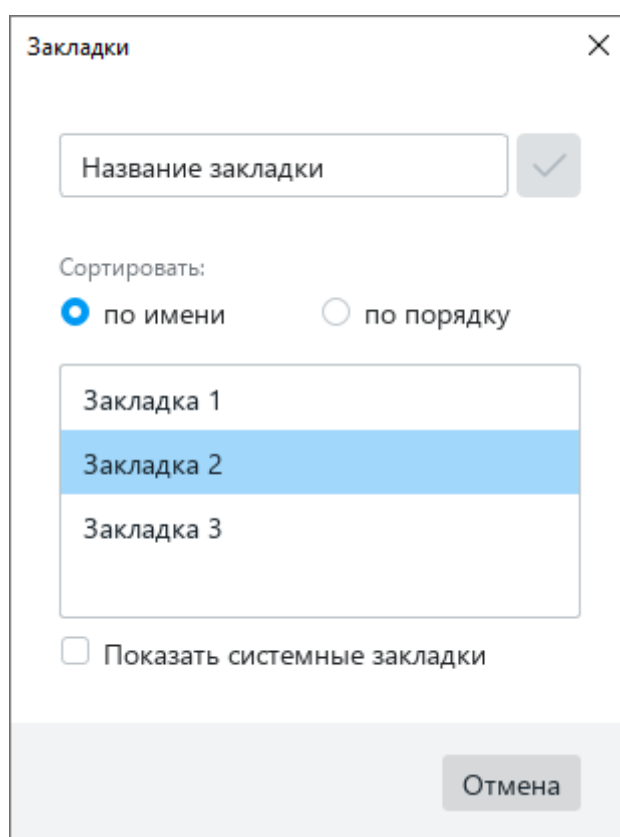 Закладки
Название закладки
Сортировать:
по имени по порядку
Закладка 1
Закладка 2
Закладка 3
Показать системные закладки
Отмена